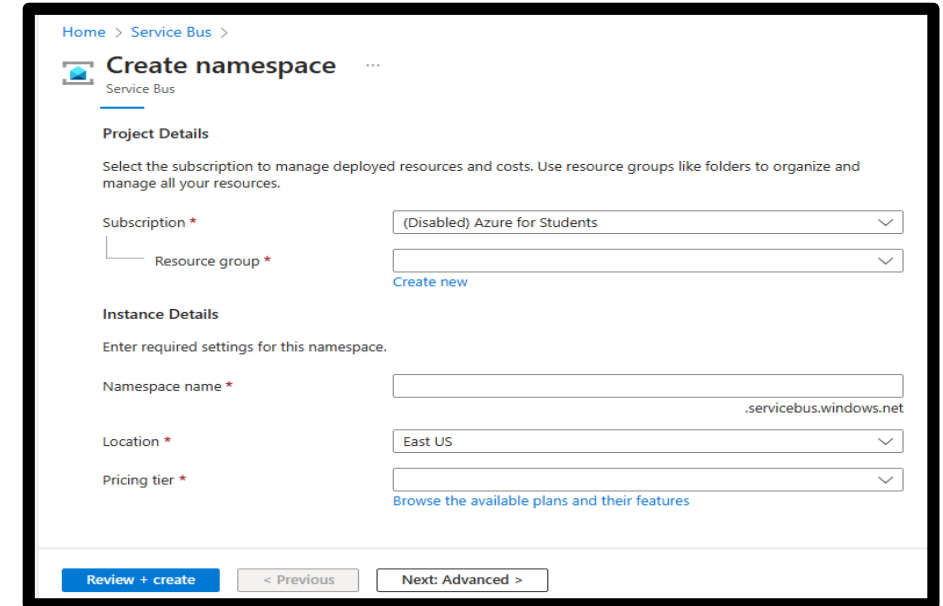 Home > Service Bus >
Create namespace ...
Service Bus
Project Details
Select the subscription to manage deployed resources and costs. Use resource groups like folders to organize and
manage all your resources.
Subscription *
(Disabled) Azure for Students
Resource group *
Create new
Instance Details
Enter required settings for this namespace.
Namespace name *
.servicebus.windows.net
Location *
East US
Pricing tier *
Browse the available plans and their features
Review + create
< Previous
Next: Advanced >